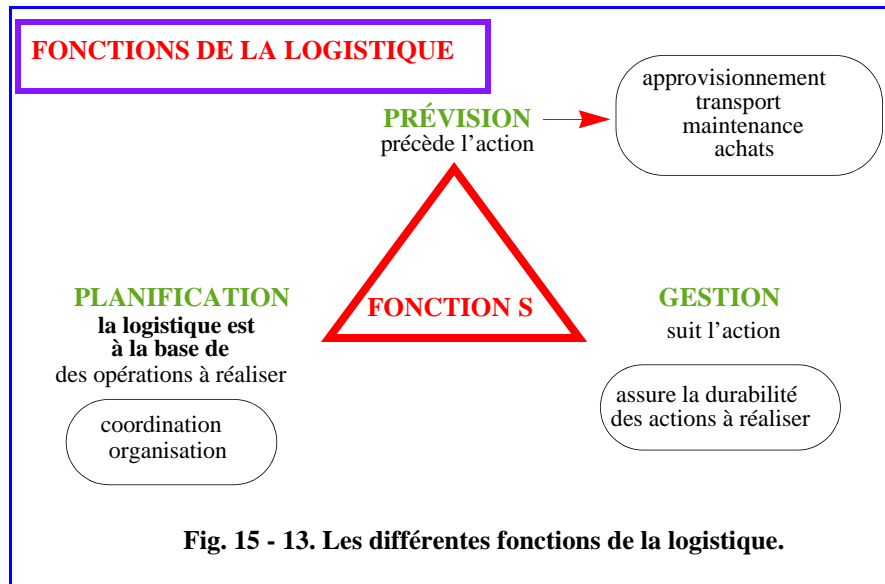 FONCTIONS DE LA LOGISTIQUE
PRÉVISION
précède l’action
approvisionnement
transport
maintenance
achats
PLANIFICATION
la logistique est
à la base de
des opérations à réaliser
coordination
organisation
FONCTION S
GESTION
suit l’action
assure la durabilité
des actions à réaliser
Fig. 15 - 13. Les différentes fonctions de la logistique.